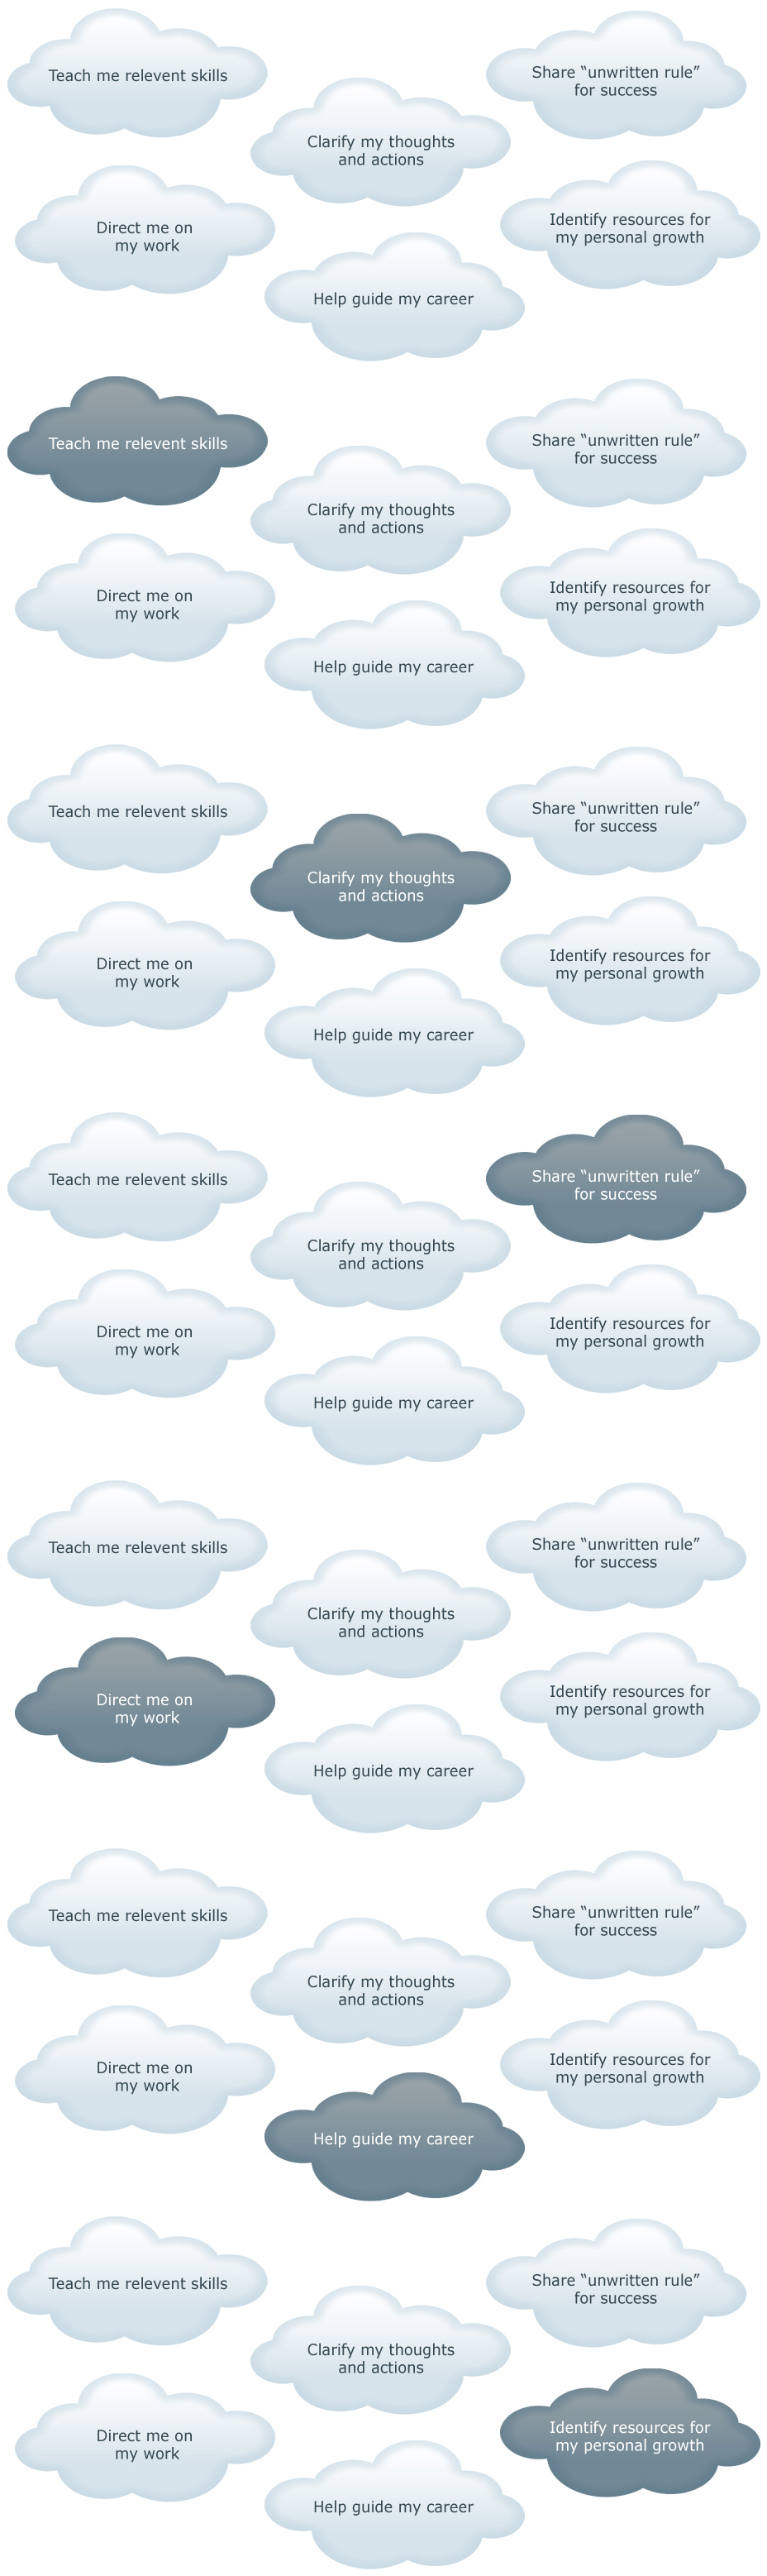 Teach me relevent skills
Share “unwritten rule”
for success
Clarify my thoughts
and actions
Direct me on
my work
Identify resources for
my personal growth
Help guide my career
Teach me relevent skills
Share “unwritten rule”
for success
Clarify my thoughts
and actions
Direct me on
my work
Identify resources for
my personal growth
Help guide my career
Teach me relevent skills
Share “unwritten rule”
for success
Clarify my thoughts
and actions
Direct me on
my work
Identify resources for
my personal growth
Help guide my career
Teach me relevent skills
Share “unwritten rule”
for success
Clarify my thoughts
and actions
Direct me on
my work
Identify resources for
my personal growth
Help guide my career
Teach me relevent skills
Share “unwritten rule”
for success
Clarify my thoughts
and actions
Direct me on
my work
Identify resources for
my personal growth
Help guide my career
Teach me relevent skills
Share “unwritten rule”
for success
Clarify my thoughts
and actions
Direct me on
my work
Identify resources for
my personal growth
Help guide my career
Teach me relevent skills
Share “unwritten rule”
for success
Clarify my thoughts
and actions
Direct me on
my work
Identify resources for
my personal growth
Help guide my career